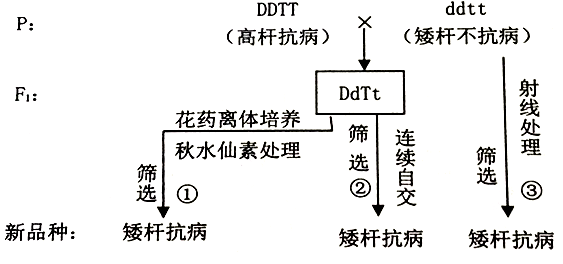 P: DDTT × ddtt
(高杆抗病) (矮杆不抗病)
F₁: DdTt
花药离体培养
秋水仙素处理
筛选 ①
筛选 ②
连续自交
筛选
射线处理
③
新品种: 矮杆抗病 矮杆抗病 矮杆抗病